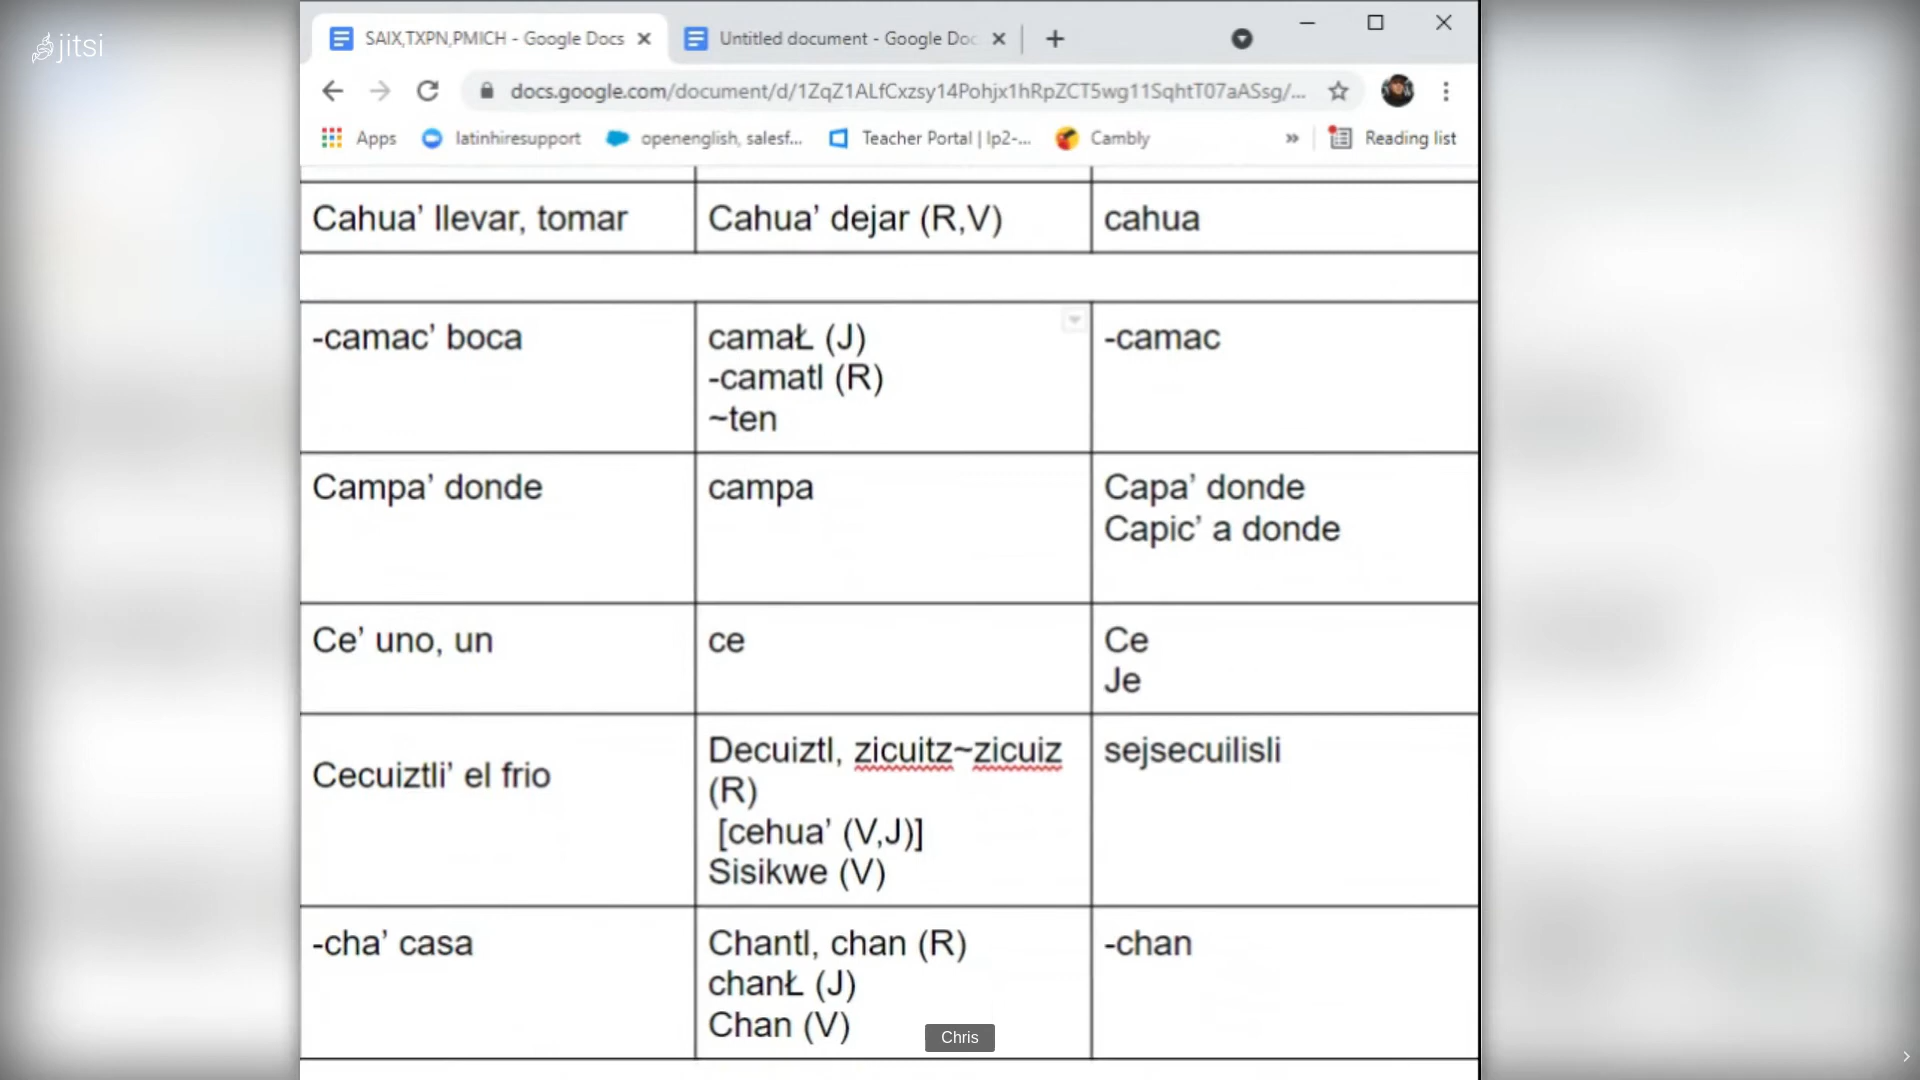 jitsi
SAIX,TXPN,PMICH - Google Docs
Untitled document - Google Doc
docs.google.com/document/d/1ZqZ1ALfCxzsy14Pohjx1hRpZCT5wg11SqhtT07aASsg/...
Apps latinhiresupport openenglish, salesf... Teacher Portal | lp2-... Cambly » Reading list
Cahua’ llevar, tomar
Cahua’ dejar (R,V)
cahua
-camac’ boca
camaŁ (J)
-camatl (R)
~ten
-camac
Campa’ donde
campa
Capa’ donde
Capic’ a donde
Ce’ uno, un
ce
Ce
Je
Cecuiztli’ el frio
Decuiztl, zicuitz~zicuiz
(R)
[cehua’ (V,J)]
Sisikwe (V)
sejsecuilisli
-cha’ casa
Chantl, chan (R)
chanŁ (J)
Chan (V)
-chan
Chris